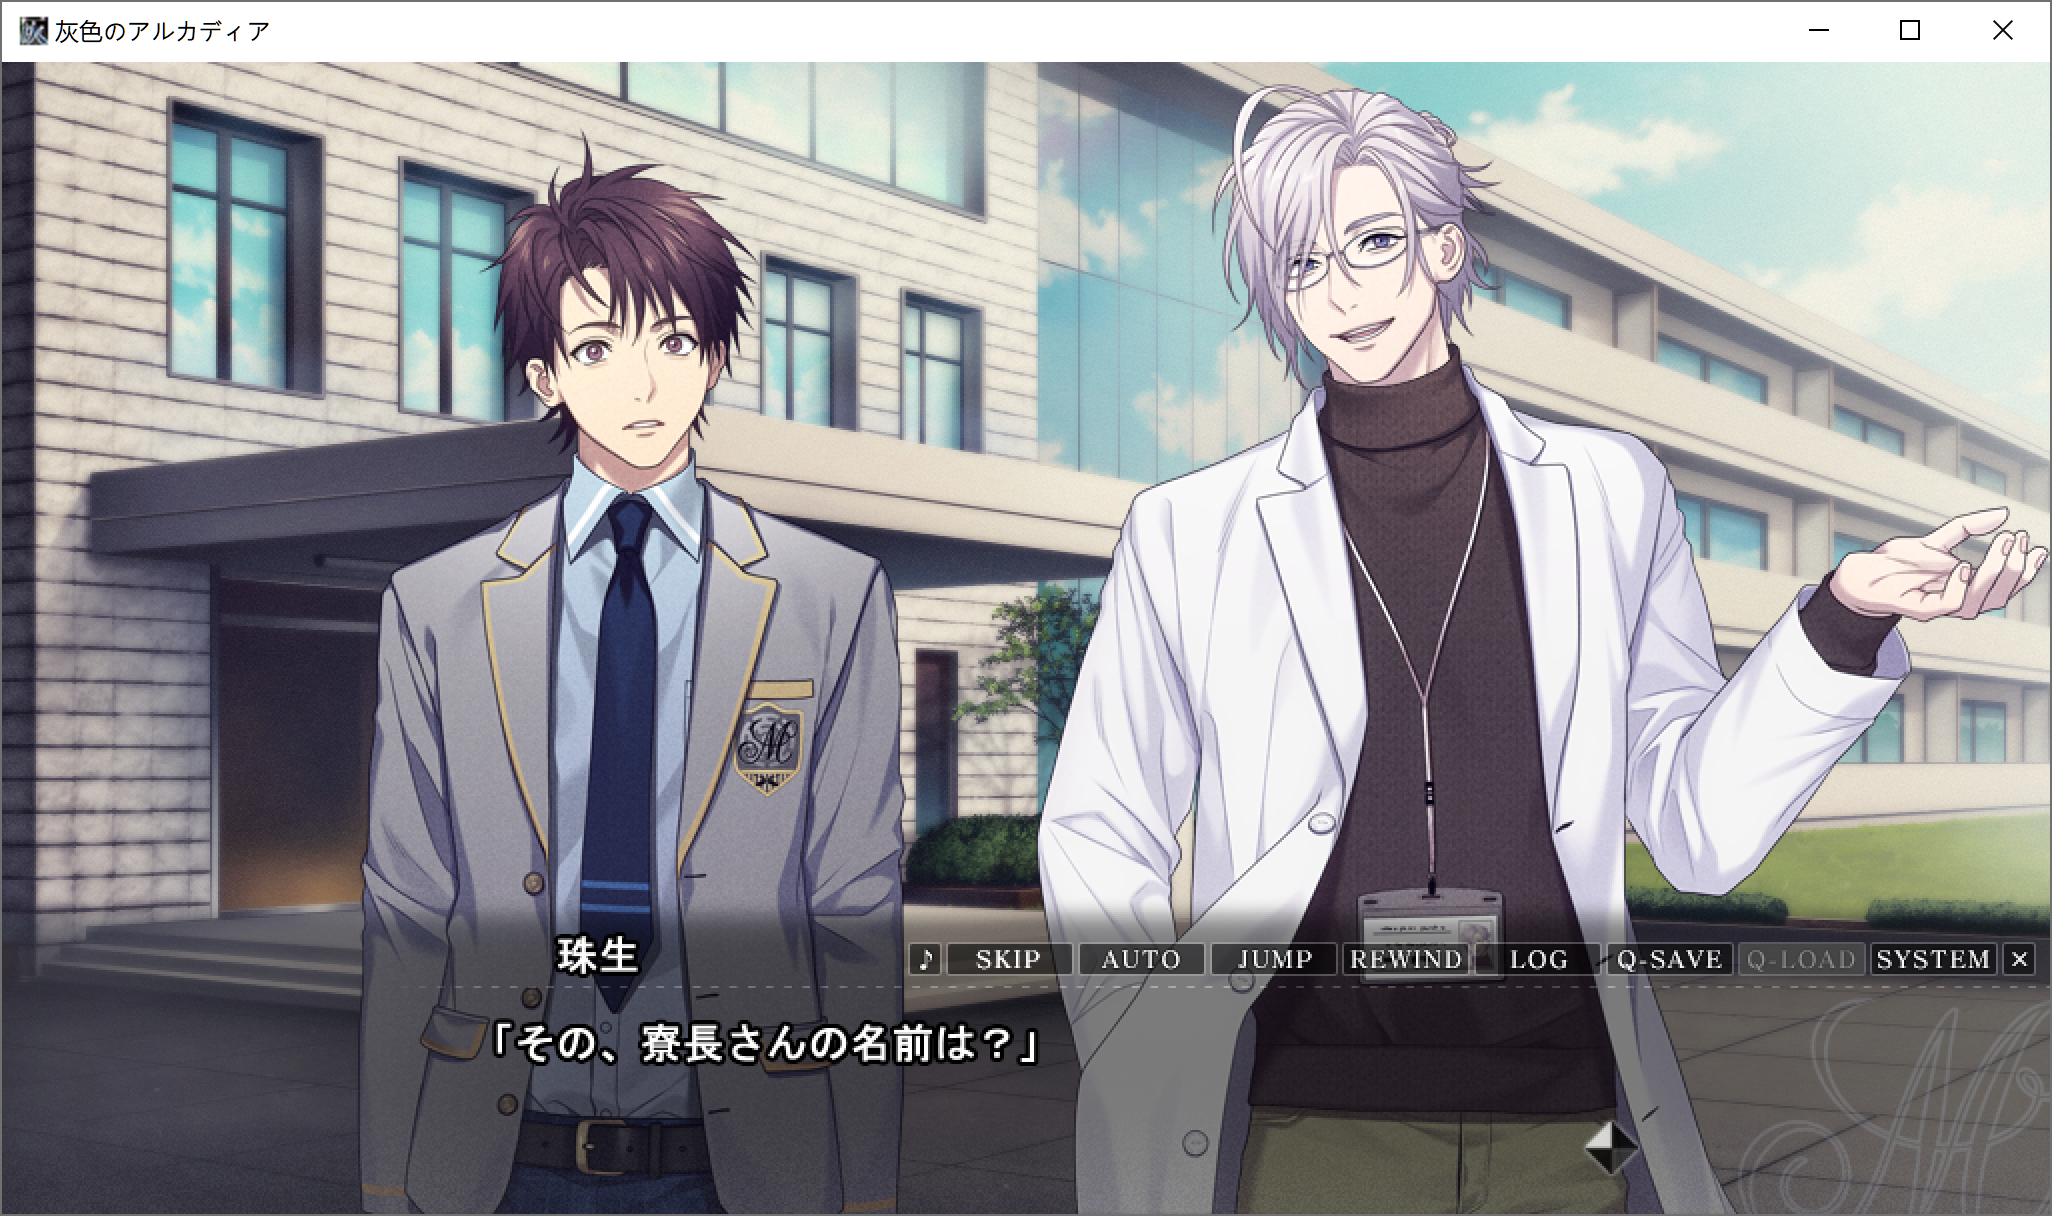 灰色のアルカディア
珠生
♪ SKIP AUTO JUMP REWIND LOG Q-SAVE Q-LOAD SYSTEM ×
「その、寮長さんの名前は？」
M